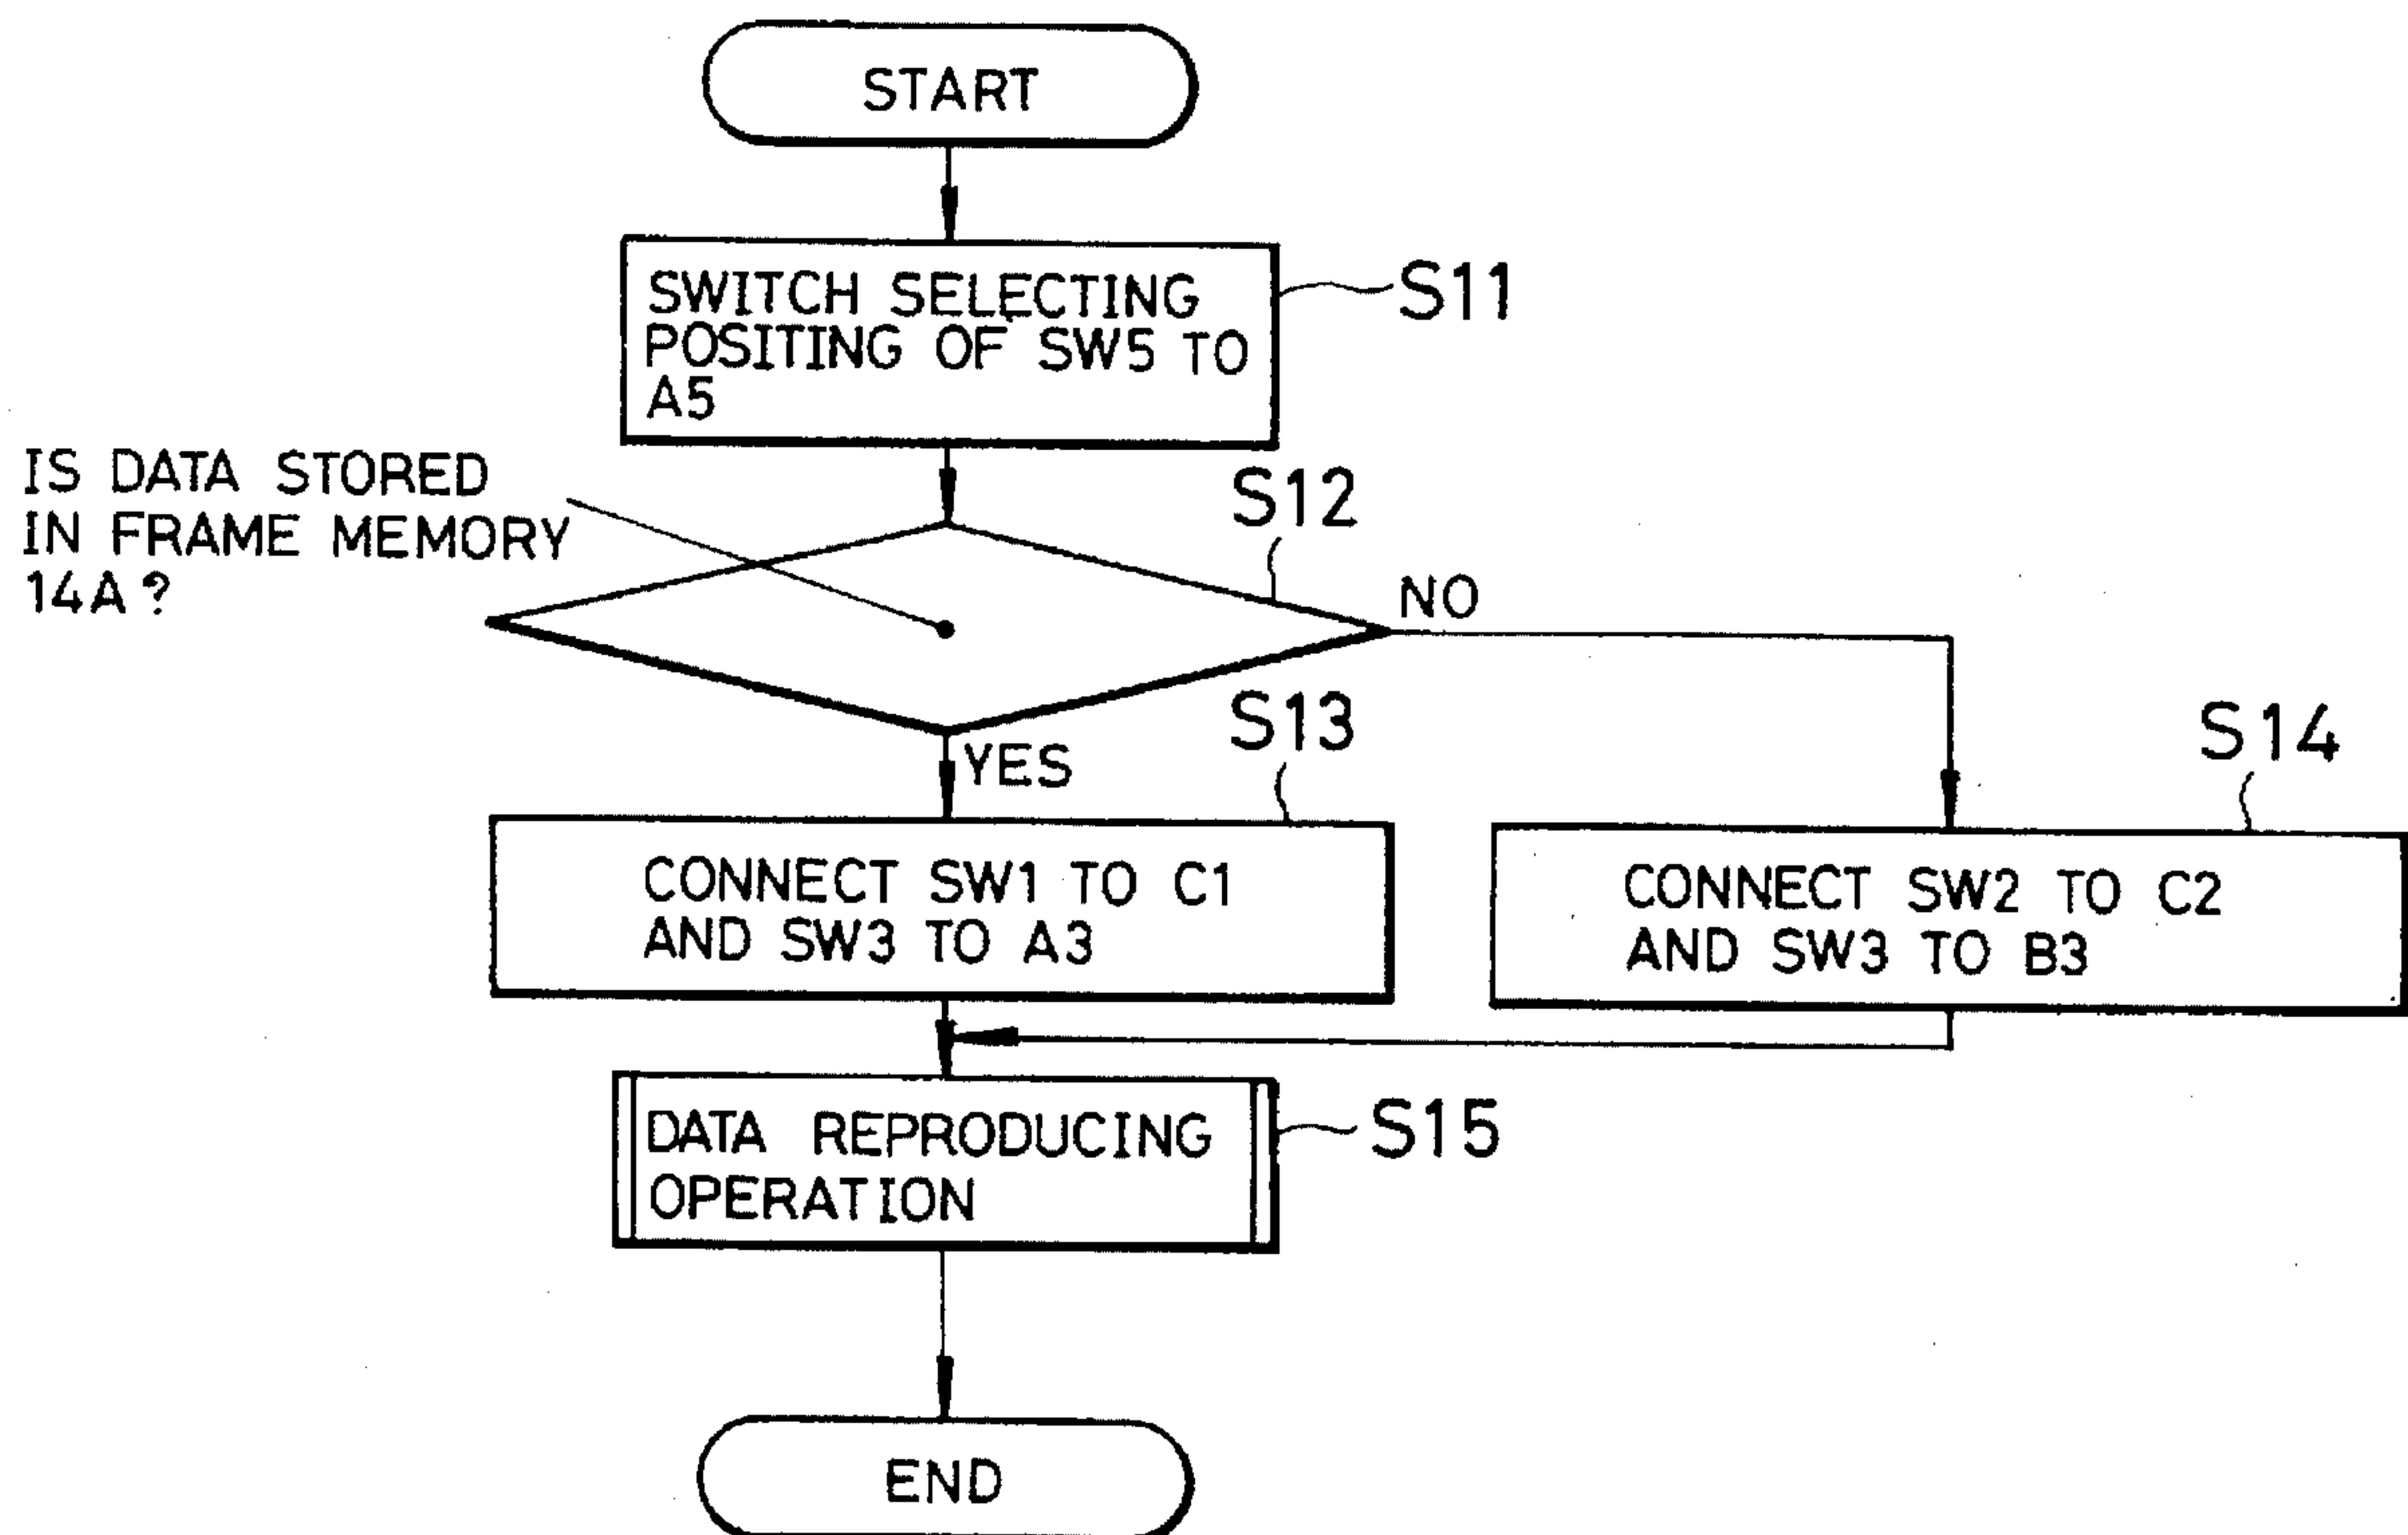 START
SWITCH SELECTING
POSITING OF SW5 TO
A5
S11
IS DATA STORED
IN FRAME MEMORY
14A?
S12
NO
YES
S13
CONNECT SW1 TO C1
AND SW3 TO A3
S14
CONNECT SW2 TO C2
AND SW3 TO B3
DATA REPRODUCING
OPERATION
S15
END